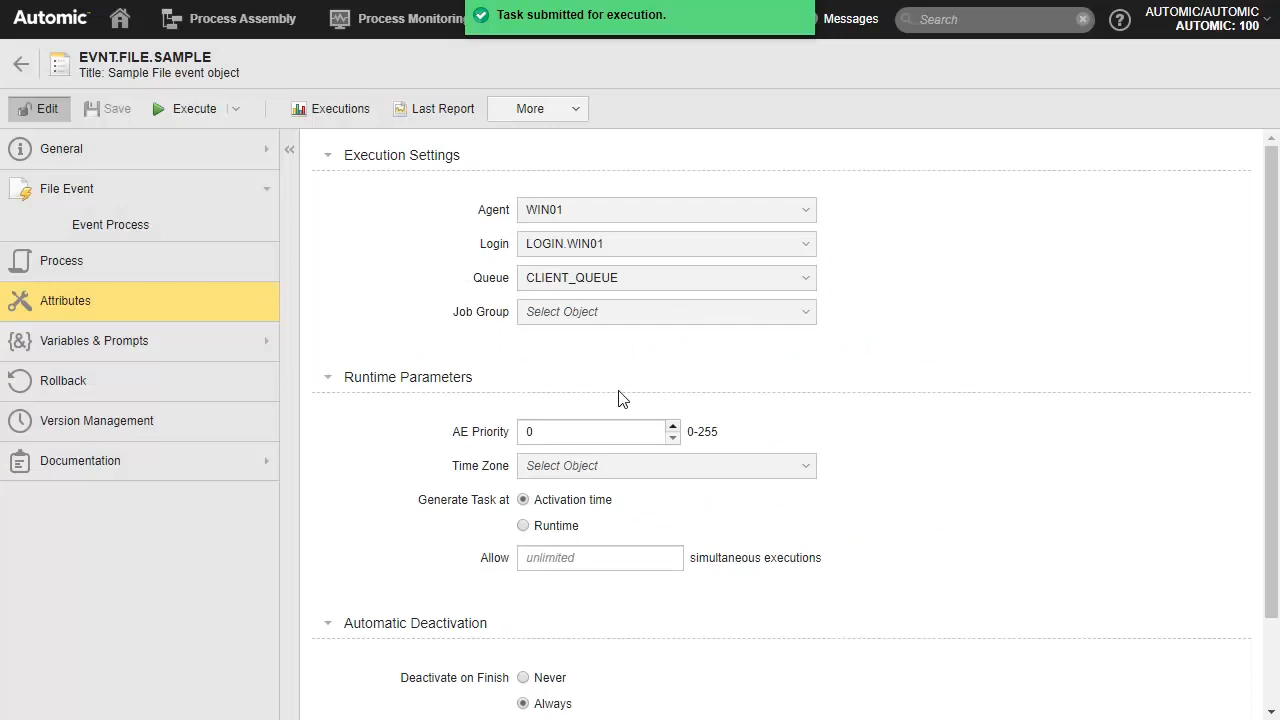 Automic
Process Assembly
Process Monitoring
Task submitted for execution.
Messages
Search
AUTOMIC/AUTOMIC
AUTOMIC: 100
EVNT.FILE.SAMPLE
Title: Sample File event object
Edit
Save
Execute
Executions
Last Report
More
General
File Event
Event Process
Process
Attributes
Variables & Prompts
Rollback
Version Management
Documentation
Execution Settings
Agent WIN01
Login LOGIN.WIN01
Queue CLIENT_QUEUE
Job Group Select Object
Runtime Parameters
AE Priority 0 0-255
Time Zone Select Object
Generate Task at Activation time
Runtime
Allow unlimited simultaneous executions
Automatic Deactivation
Deactivate on Finish Never
Always